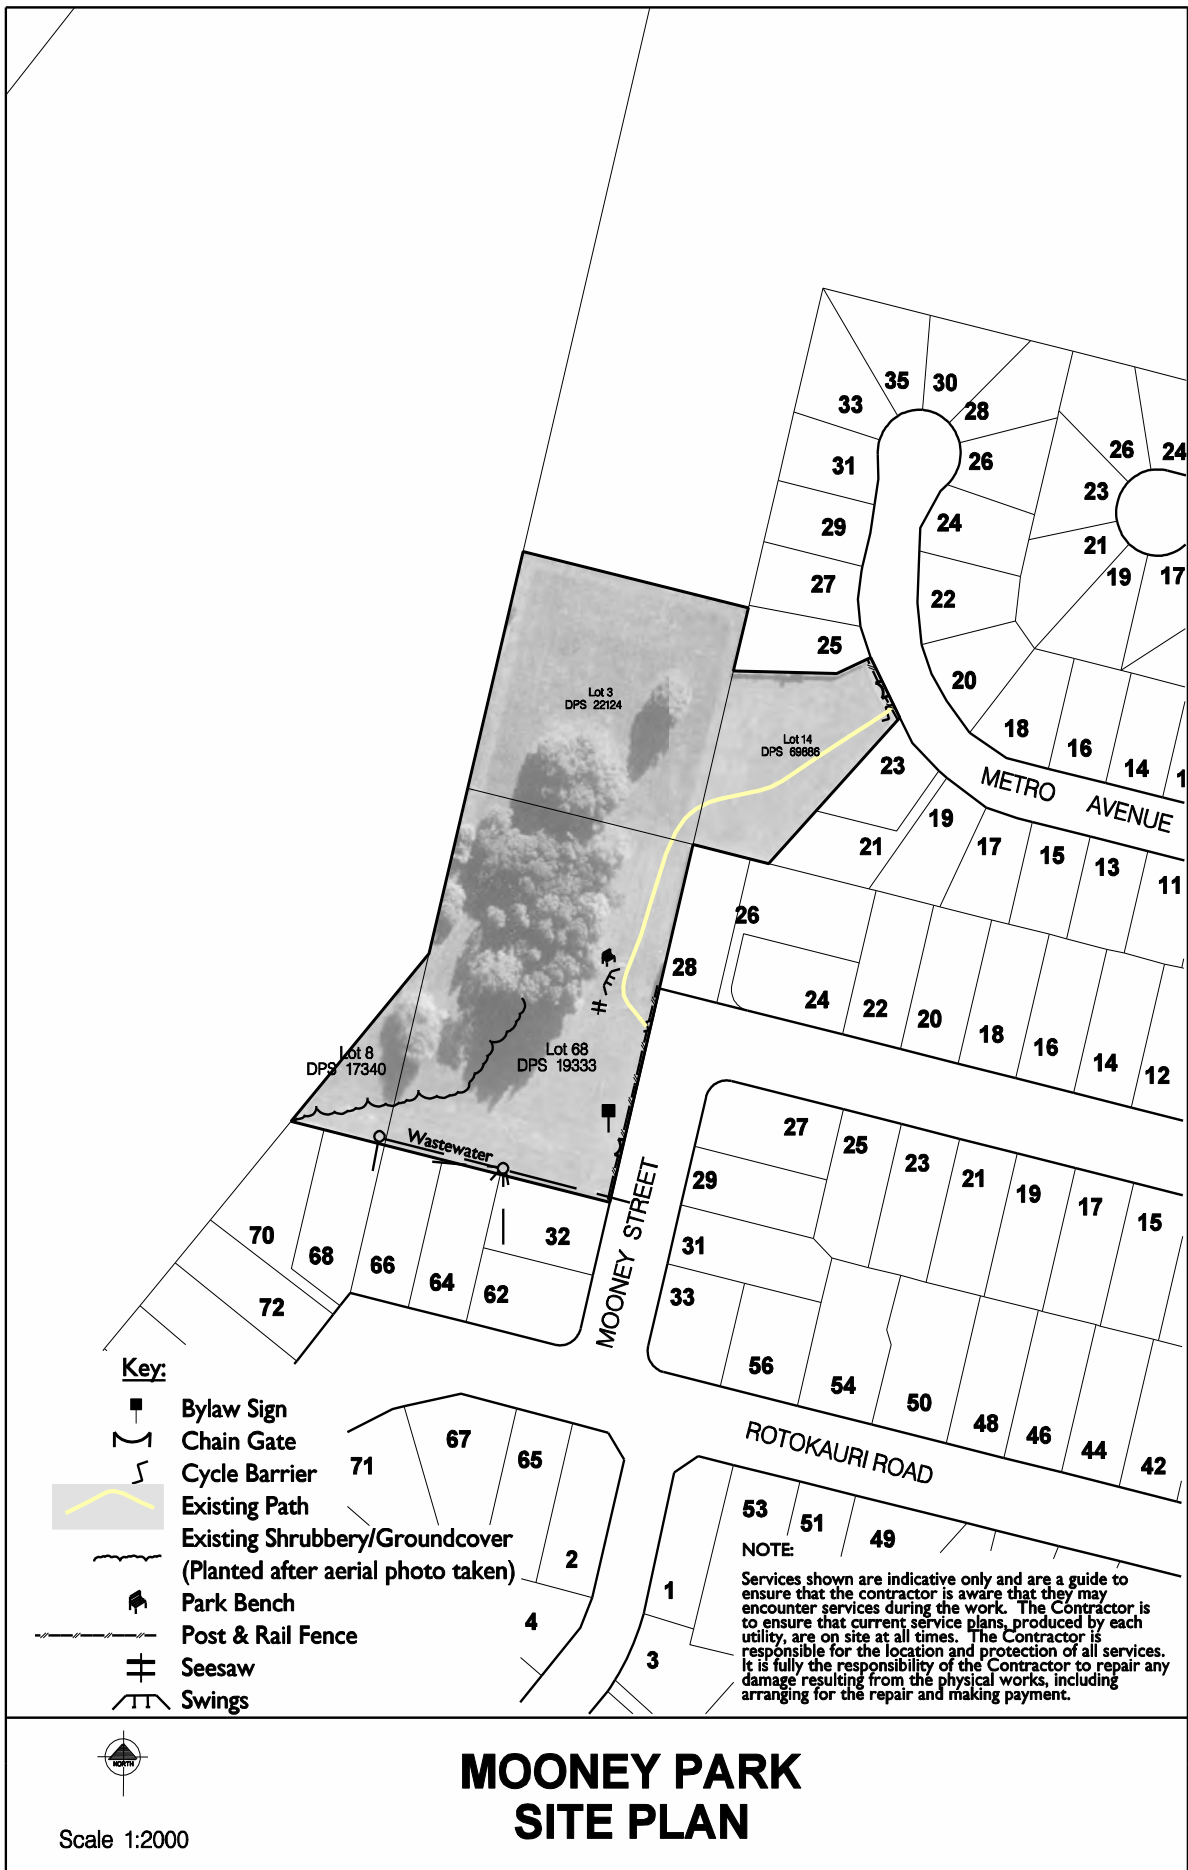 35
30
33
28
31
26
26
24
23
29
24
21
27
19
17
22
25
20
Lot 3
DPS 22124
18
16
14
1
Lot 14
DPS 69886
23
METRO AVENUE
19
21
17
15
13
11
26
28
24
22
20
18
16
14
12
Lot 8
DPS 17340
Lot 68
DPS 19333
Wastewater
27
25
23
21
19
17
15
29
31
33
MOONEY STREET
32
70
68
66
64
62
72
56
54
50
48
46
44
42
ROTOKAURI ROAD
71
67
65
2
4
1
3
53
51
49
Key:
Bylaw Sign
Chain Gate
Cycle Barrier
Existing Path
Existing Shrubbery/Groundcover
(Planted after aerial photo taken)
Park Bench
Post & Rail Fence
Seesaw
Swings
NOTE:
Services shown are indicative only and are a guide to
ensure that the contractor is aware that they may
encounter services during the work. The Contractor is
to ensure that current service plans, produced by each
utility, are on site at all times. The Contractor is
responsible for the location and protection of all services.
It is fully the responsibility of the Contractor to repair any
damage resulting from the physical works, including
arranging for the repair and making payment.
NORTH
Scale 1:2000
MOONEY PARK
SITE PLAN